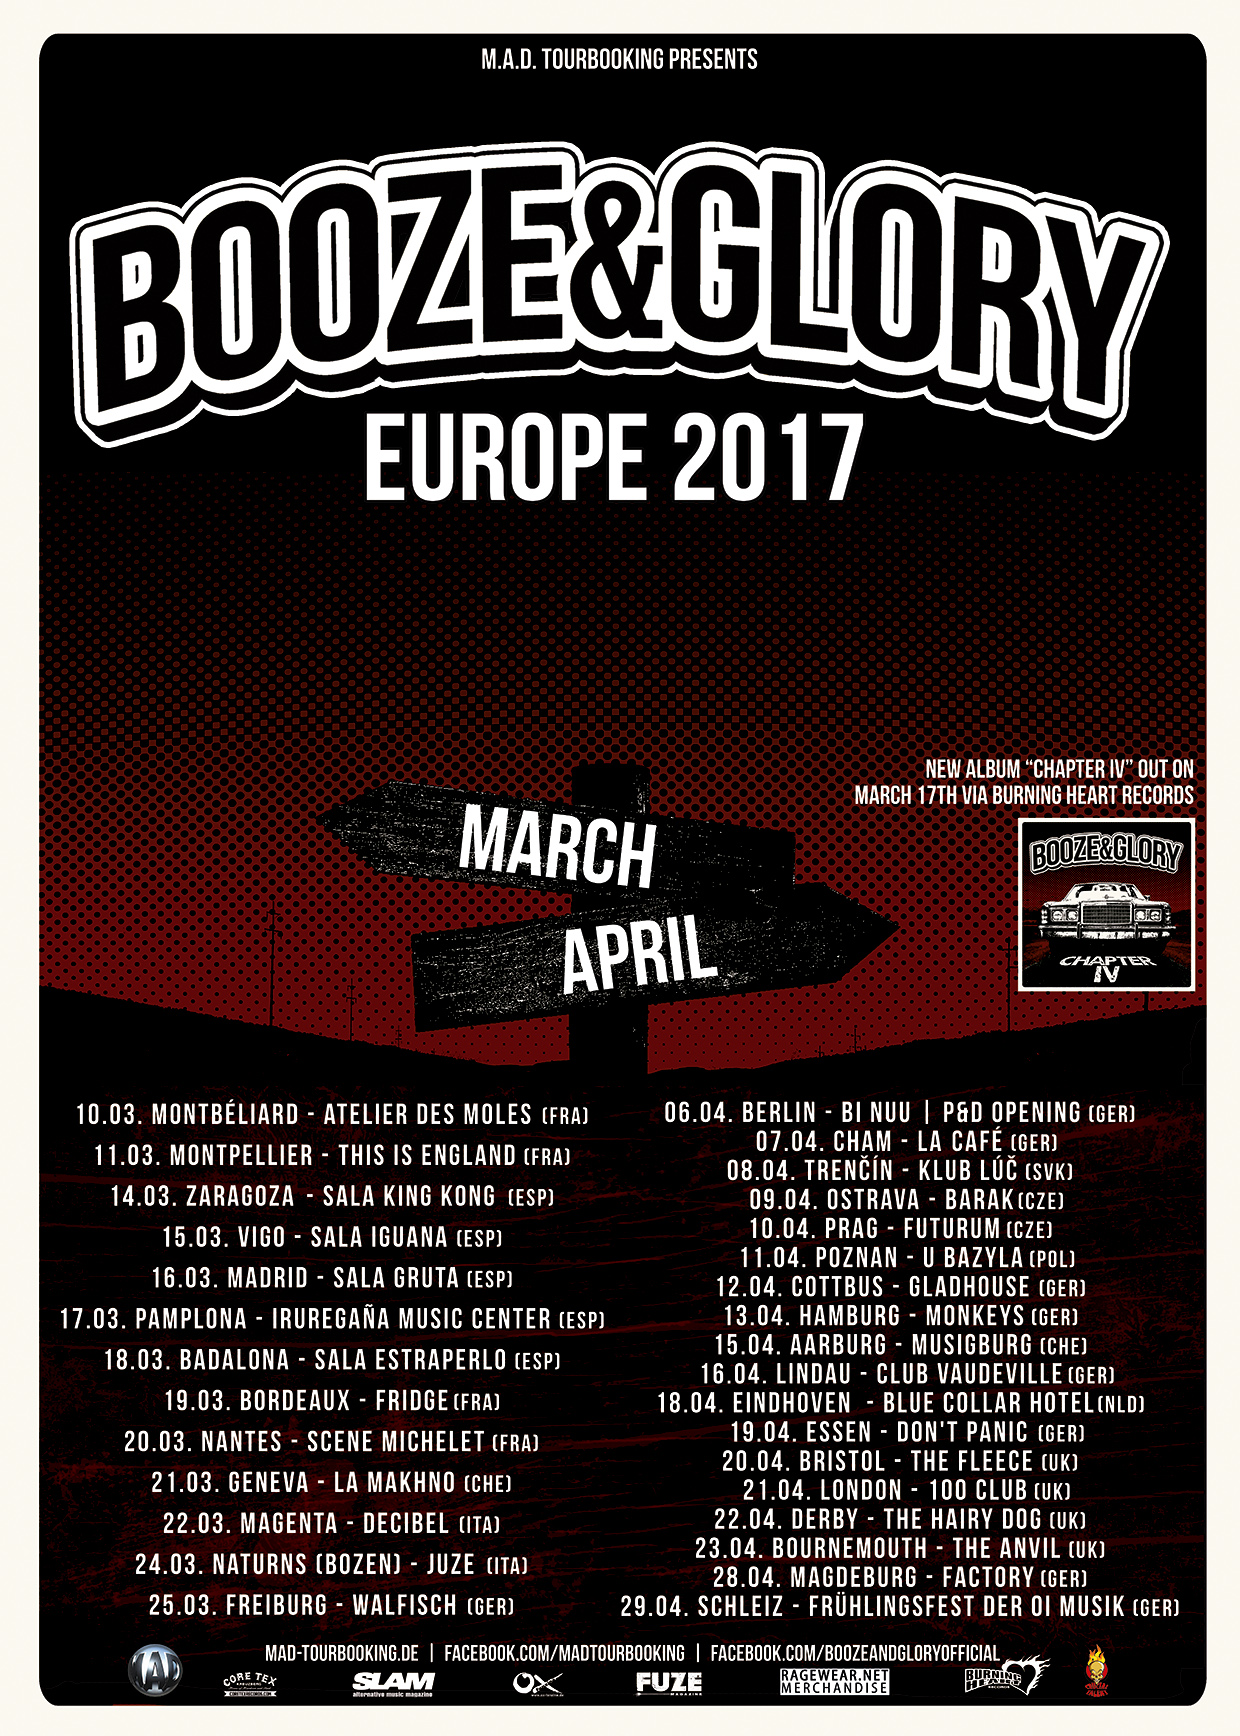 M.A.D. TOURBOOKING PRESENTS
BOOZE&GLORY
EUROPE 2017
NEW ALBUM “CHAPTER IV” OUT ON
MARCH 17TH VIA BURNING HEART RECORDS
MARCH
APRIL
BOOZE&GLORY
CHAPTER
IV
10.03. MONTBÉLIARD - ATELIER DES MOLES (FRA)
11.03. MONTPELLIER - THIS IS ENGLAND (FRA)
14.03. ZARAGOZA - SALA KING KONG (ESP)
15.03. VIGO - SALA IGUANA (ESP)
16.03. MADRID - SALA GRUTA (ESP)
17.03. PAMPLONA - IRUREGAÑA MUSIC CENTER (ESP)
18.03. BADALONA - SALA ESTRAPERLO (ESP)
19.03. BORDEAUX - FRIDGE (FRA)
20.03. NANTES - SCENE MICHELET (FRA)
21.03. GENEVA - LA MAKHNO (CHE)
22.03. MAGENTA - DECIBEL (ITA)
24.03. NATURNS (BOZEN) - JUZE (ITA)
25.03. FREIBURG - WALFISCH (GER)
06.04. BERLIN - BI NUU | P&D OPENING (GER)
07.04. CHAM - LA CAFÉ (GER)
08.04. TRENČÍN - KLUB LÚČ (SVK)
09.04. OSTRAVA - BARAK (CZE)
10.04. PRAG - FUTURUM (CZE)
11.04. POZNAN - U BAZYLA (POL)
12.04. COTTBUS - GLADHOUSE (GER)
13.04. HAMBURG - MONKEYS (GER)
15.04. AARBURG - MUSIGBURG (CHE)
16.04. LINDAU - CLUB VAUDEVILLE (GER)
18.04. EINDHOVEN - BLUE COLLAR HOTEL (NLD)
19.04. ESSEN - DON'T PANIC (GER)
20.04. BRISTOL - THE FLEECE (UK)
21.04. LONDON - 100 CLUB (UK)
22.04. DERBY - THE HAIRY DOG (UK)
23.04. BOURNEMOUTH - THE ANVIL (UK)
28.04. MAGDEBURG - FACTORY (GER)
29.04. SCHLEIZ - FRÜHLINGSFEST DER OI MUSIK (GER)
MAD-TOURBOOKING.DE | FACEBOOK.COM/MADTOURBOOKING | FACEBOOK.COM/BOOZEANDGLORYOFFICIAL
CORE TEX
SLAM
alternative music magazine
OX
FUZE
MAGAZINE
RAGEWEAR.NET
MERCHANDISE
BURNING
HEART
RECORDS